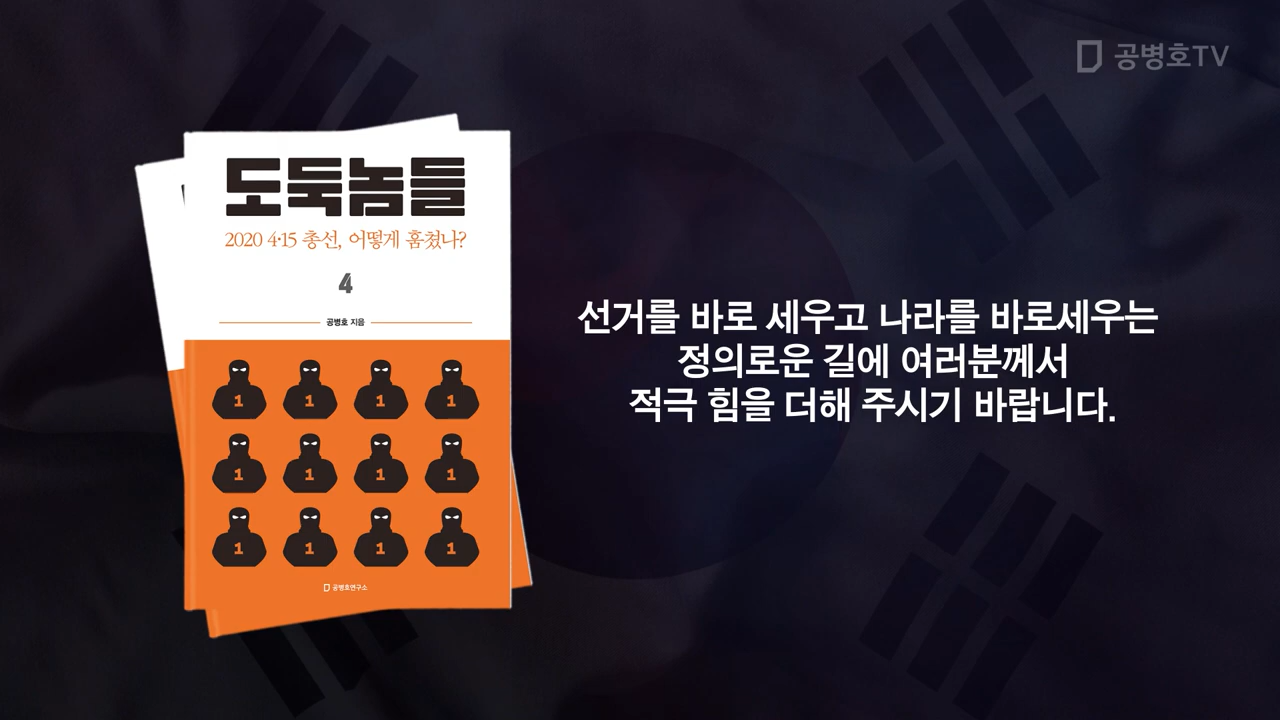 공병호TV
도둑놈들
2020 4·15 총선, 어떻게 훔쳤나?
4
공병호 지음
1 1 1 1
1 1 1 1
1 1 1 1
공병호연구소
선거를 바로 세우고 나라를 바로세우는
정의로운 길에 여러분께서
적극 힘을 더해 주시기 바랍니다.